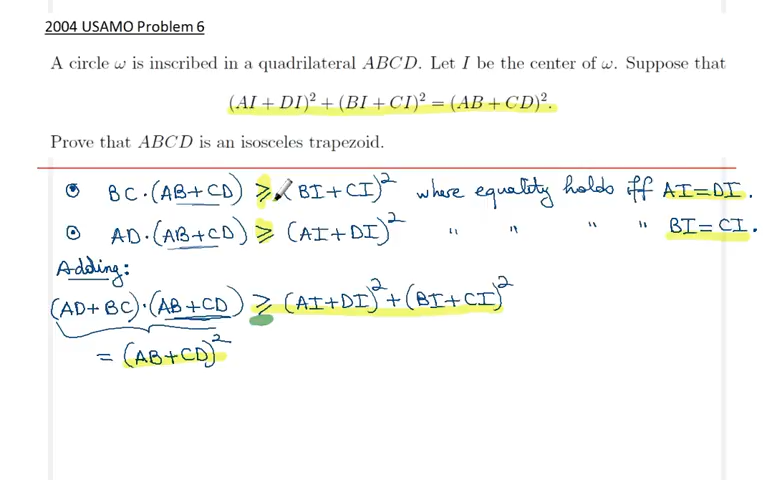 2004 USAMO Problem 6
A circle ω is inscribed in a quadrilateral ABCD. Let I be the center of ω. Suppose that
(AI + DI)² + (BI + CI)² = (AB + CD)².
Prove that ABCD is an isosceles trapezoid.
BC·(AB+CD) ≥ BI+CI)² where equality holds iff AI=DI.
AD·(AB+CD) ≥ (AI+DI)² " " " " BI=CI.
Adding:
(AD+BC)·(AB+CD) ≥ (AI+DI)²+(BI+CI)²
= (AB+CD)²